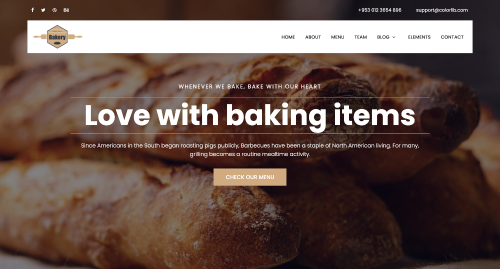 +953 012 3654 896 support@colorlib.com
Bakery
HOME ABOUT MENU TEAM BLOG ELEMENTS CONTACT
WHENEVER WE BAKE, BAKE WITH OUR HEART
Love with baking items
Since Americans in the South began roasting pigs publicly, Barbecues have been a staple of North American living. For many,
grilling becomes a routine mealtime activity.
CHECK OUR MENU